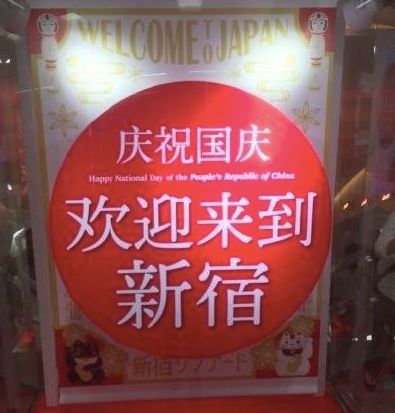 WELCOME TO JAPAN
庆祝国庆
Happy National Day of the People's Republic of China
欢迎来到
新宿